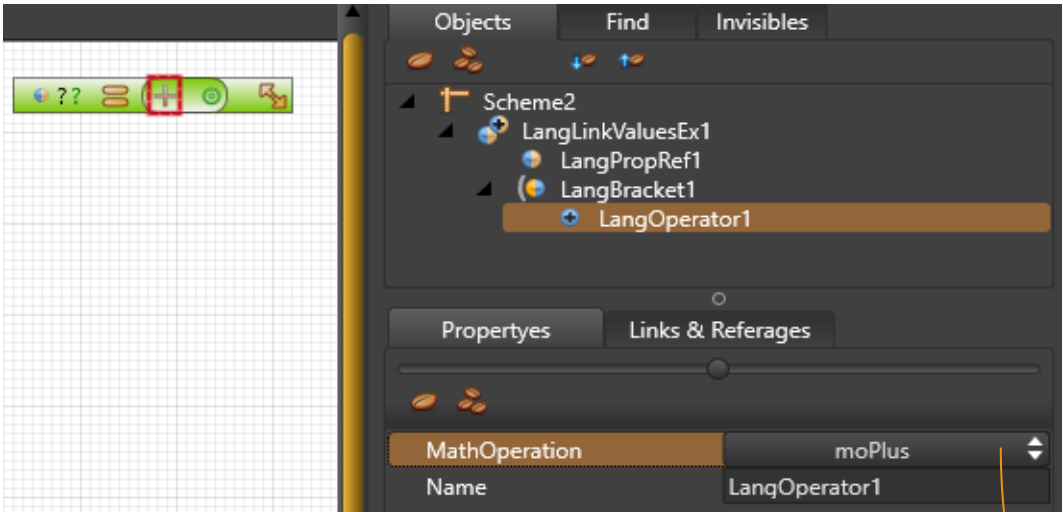 Objects Find Invisibles
??
Scheme2
LangLinkValuesEx1
LangPropRef1
LangBracket1
LangOperator1
Propertyes Links & Referages
MathOperation moPlus
Name LangOperator1